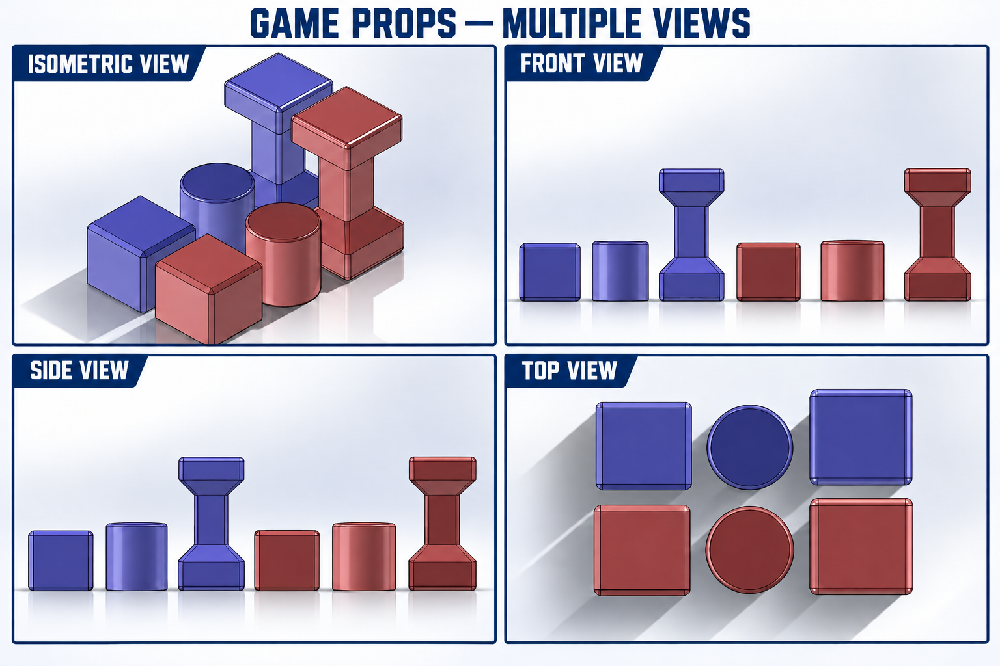 GAME PROPS — MULTIPLE VIEWS
ISOMETRIC VIEW
FRONT VIEW
SIDE VIEW
TOP VIEW